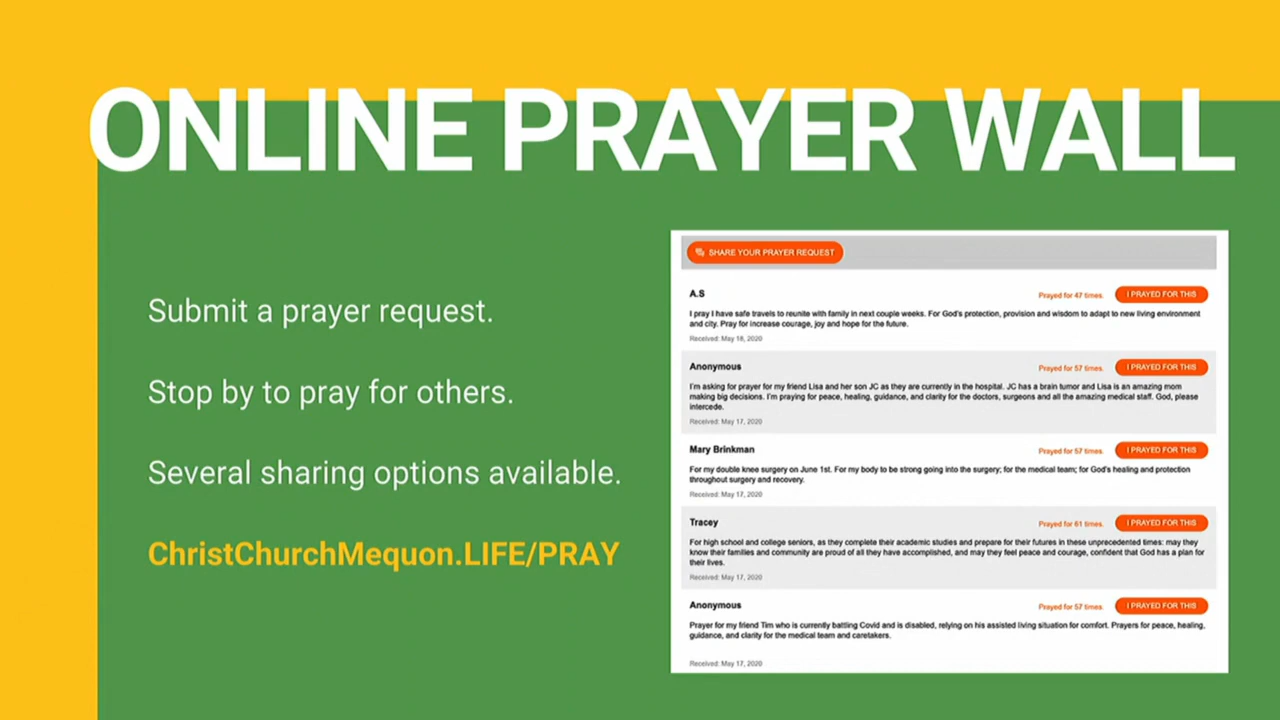 ONLINE PRAYER WALL
Submit a prayer request.
Stop by to pray for others.
Several sharing options available.
ChristChurchMequon.LIFE/PRAY
SHARE YOUR PRAYER REQUEST
A.S
Prayed for 47 times.
I PRAYED FOR THIS
I pray I have safe travels to reunite with family in next couple weeks. For God's protection, provision and wisdom to adapt to new living environment
and city. Pray for increase courage, joy and hope for the future.
Received: May 18, 2020
Anonymous
Prayed for 57 times.
I PRAYED FOR THIS
I'm asking for prayer for my friend Lisa and her son JC as they are currently in the hospital. JC has a brain tumor and Lisa is an amazing mom
making big decisions. I'm praying for peace, healing, guidance, and clarity for the doctors, surgeons and all the amazing medical staff. God, please
intercede.
Received: May 17, 2020
Mary Brinkman
Prayed for 57 times.
I PRAYED FOR THIS
For my double knee surgery on June 1st. For my body to be strong going into the surgery; for the medical team; for God's healing and protection
throughout surgery and recovery.
Received: May 17, 2020
Tracey
Prayed for 61 times.
I PRAYED FOR THIS
For high school and college seniors, as they complete their academic studies and prepare for their futures in these unprecedented times: may they
know their families and community are proud of all they have accomplished, and may they feel peace and courage, confident that God has a plan for
their lives.
Received: May 17, 2020
Anonymous
Prayed for 57 times.
I PRAYED FOR THIS
Prayer for my friend Tim who is currently battling Covid and is disabled, relying on his assisted living situation for comfort. Prayers for peace, healing,
guidance, and clarity for the medical team and caretakers.
Received: May 17, 2020